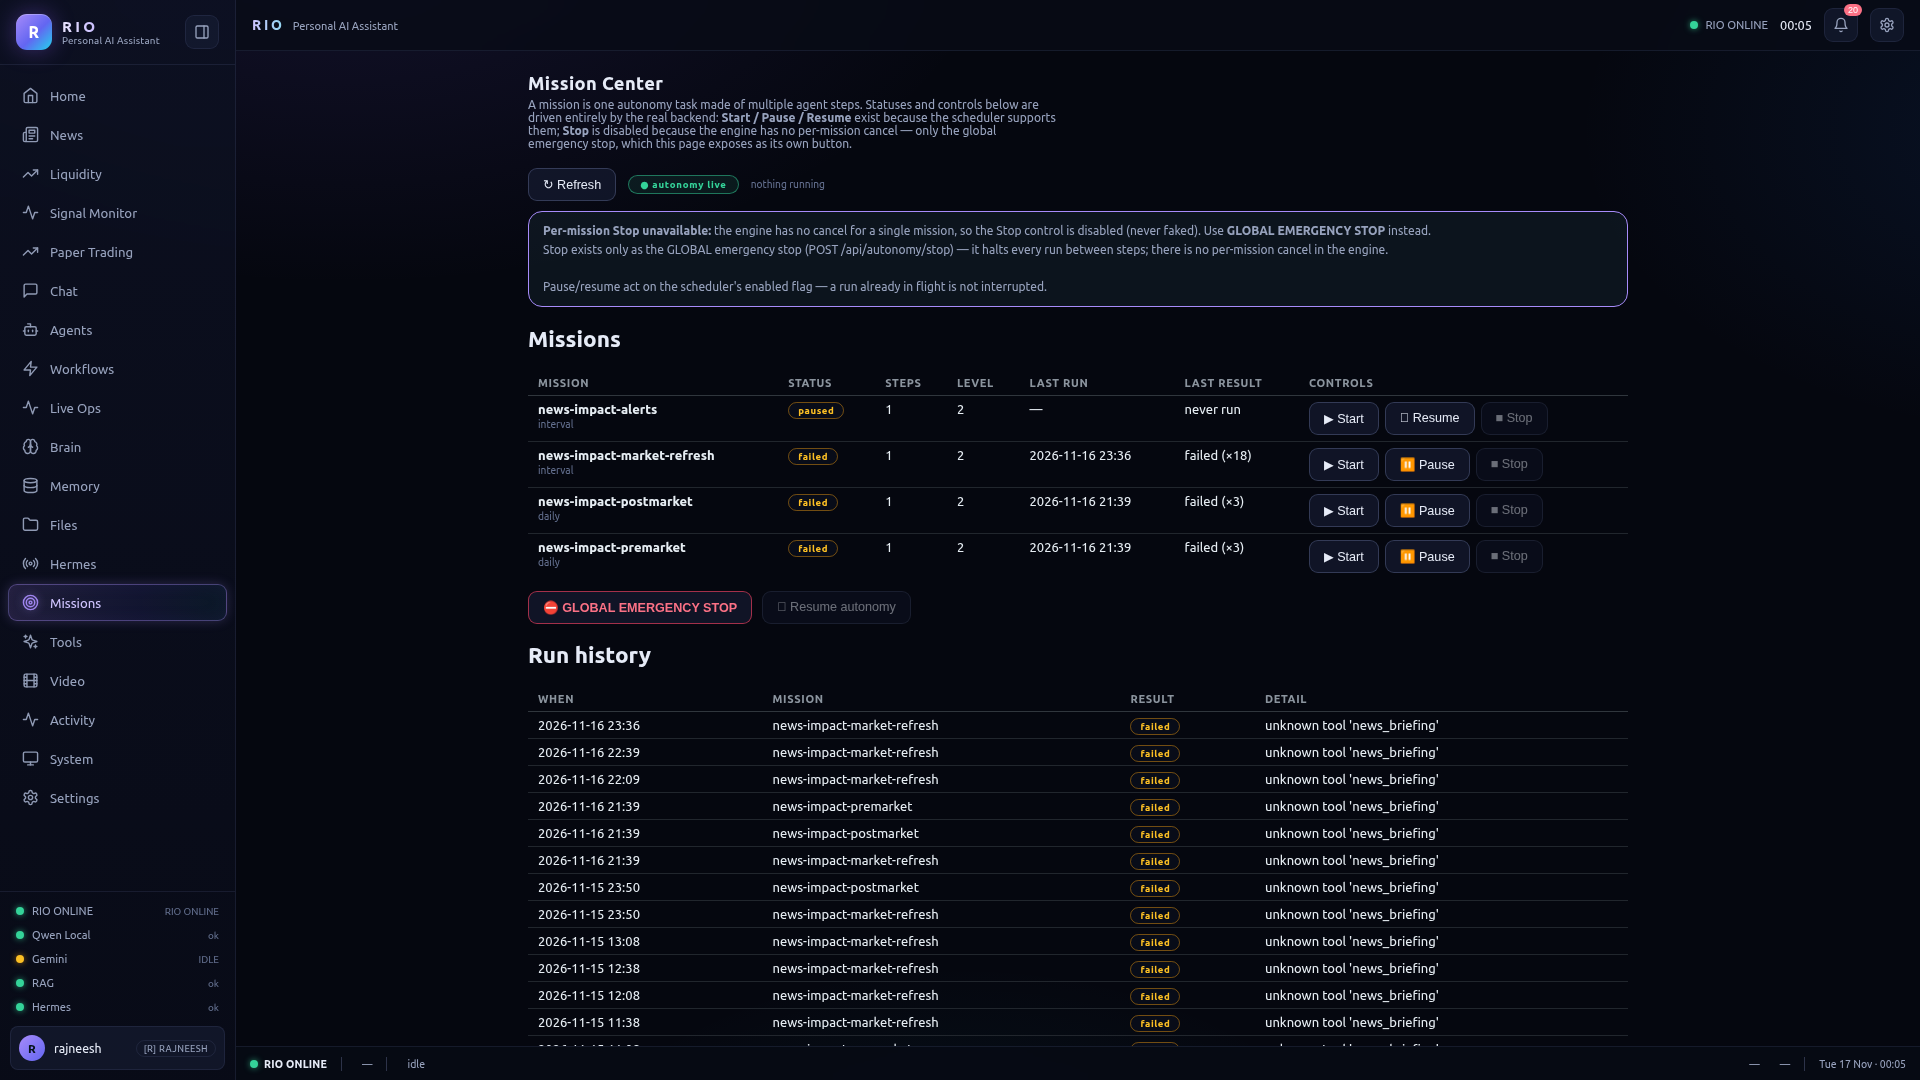 R
RIO
Personal AI Assistant
Home
News
Liquidity
Signal Monitor
Paper Trading
Chat
Agents
Workflows
Live Ops
Brain
Memory
Files
Hermes
Missions
Tools
Video
Activity
System
Settings
RIO ONLINE RIO ONLINE
Qwen Local ok
Gemini IDLE
RAG ok
Hermes ok
R rajneesh [R] RAJNEESH
RIO Personal AI Assistant
RIO ONLINE 00:05 20
Mission Center
A mission is one autonomy task made of multiple agent steps. Statuses and controls below are
driven entirely by the real backend: Start / Pause / Resume exist because the scheduler supports
them; Stop is disabled because the engine has no per-mission cancel — only the global
emergency stop, which this page exposes as its own button.
↻ Refresh ● autonomy live nothing running
Per-mission Stop unavailable: the engine has no cancel for a single mission, so the Stop control is disabled (never faked). Use GLOBAL EMERGENCY STOP instead.
Stop exists only as the GLOBAL emergency stop (POST /api/autonomy/stop) — it halts every run between steps; there is no per-mission cancel in the engine.
Pause/resume act on the scheduler's enabled flag — a run already in flight is not interrupted.
Missions
MISSION STATUS STEPS LEVEL LAST RUN LAST RESULT CONTROLS
news-impact-alerts paused 1 2 — never run ▶ Start Resume ■ Stop
interval
news-impact-market-refresh failed 1 2 2026-11-16 23:36 failed (×18) ▶ Start ⏸ Pause ■ Stop
interval
news-impact-postmarket failed 1 2 2026-11-16 21:39 failed (×3) ▶ Start ⏸ Pause ■ Stop
daily
news-impact-premarket failed 1 2 2026-11-16 21:39 failed (×3) ▶ Start ⏸ Pause ■ Stop
daily
⛔ GLOBAL EMERGENCY STOP Resume autonomy
Run history
WHEN MISSION RESULT DETAIL
2026-11-16 23:36 news-impact-market-refresh failed unknown tool 'news_briefing'
2026-11-16 22:39 news-impact-market-refresh failed unknown tool 'news_briefing'
2026-11-16 22:09 news-impact-market-refresh failed unknown tool 'news_briefing'
2026-11-16 21:39 news-impact-premarket failed unknown tool 'news_briefing'
2026-11-16 21:39 news-impact-postmarket failed unknown tool 'news_briefing'
2026-11-16 21:39 news-impact-market-refresh failed unknown tool 'news_briefing'
2026-11-15 23:50 news-impact-postmarket failed unknown tool 'news_briefing'
2026-11-15 23:50 news-impact-market-refresh failed unknown tool 'news_briefing'
2026-11-15 13:08 news-impact-market-refresh failed unknown tool 'news_briefing'
2026-11-15 12:38 news-impact-market-refresh failed unknown tool 'news_briefing'
2026-11-15 12:08 news-impact-market-refresh failed unknown tool 'news_briefing'
2026-11-15 11:38 news-impact-market-refresh failed unknown tool 'news_briefing'
RIO ONLINE — idle — — Tue 17 Nov · 00:05